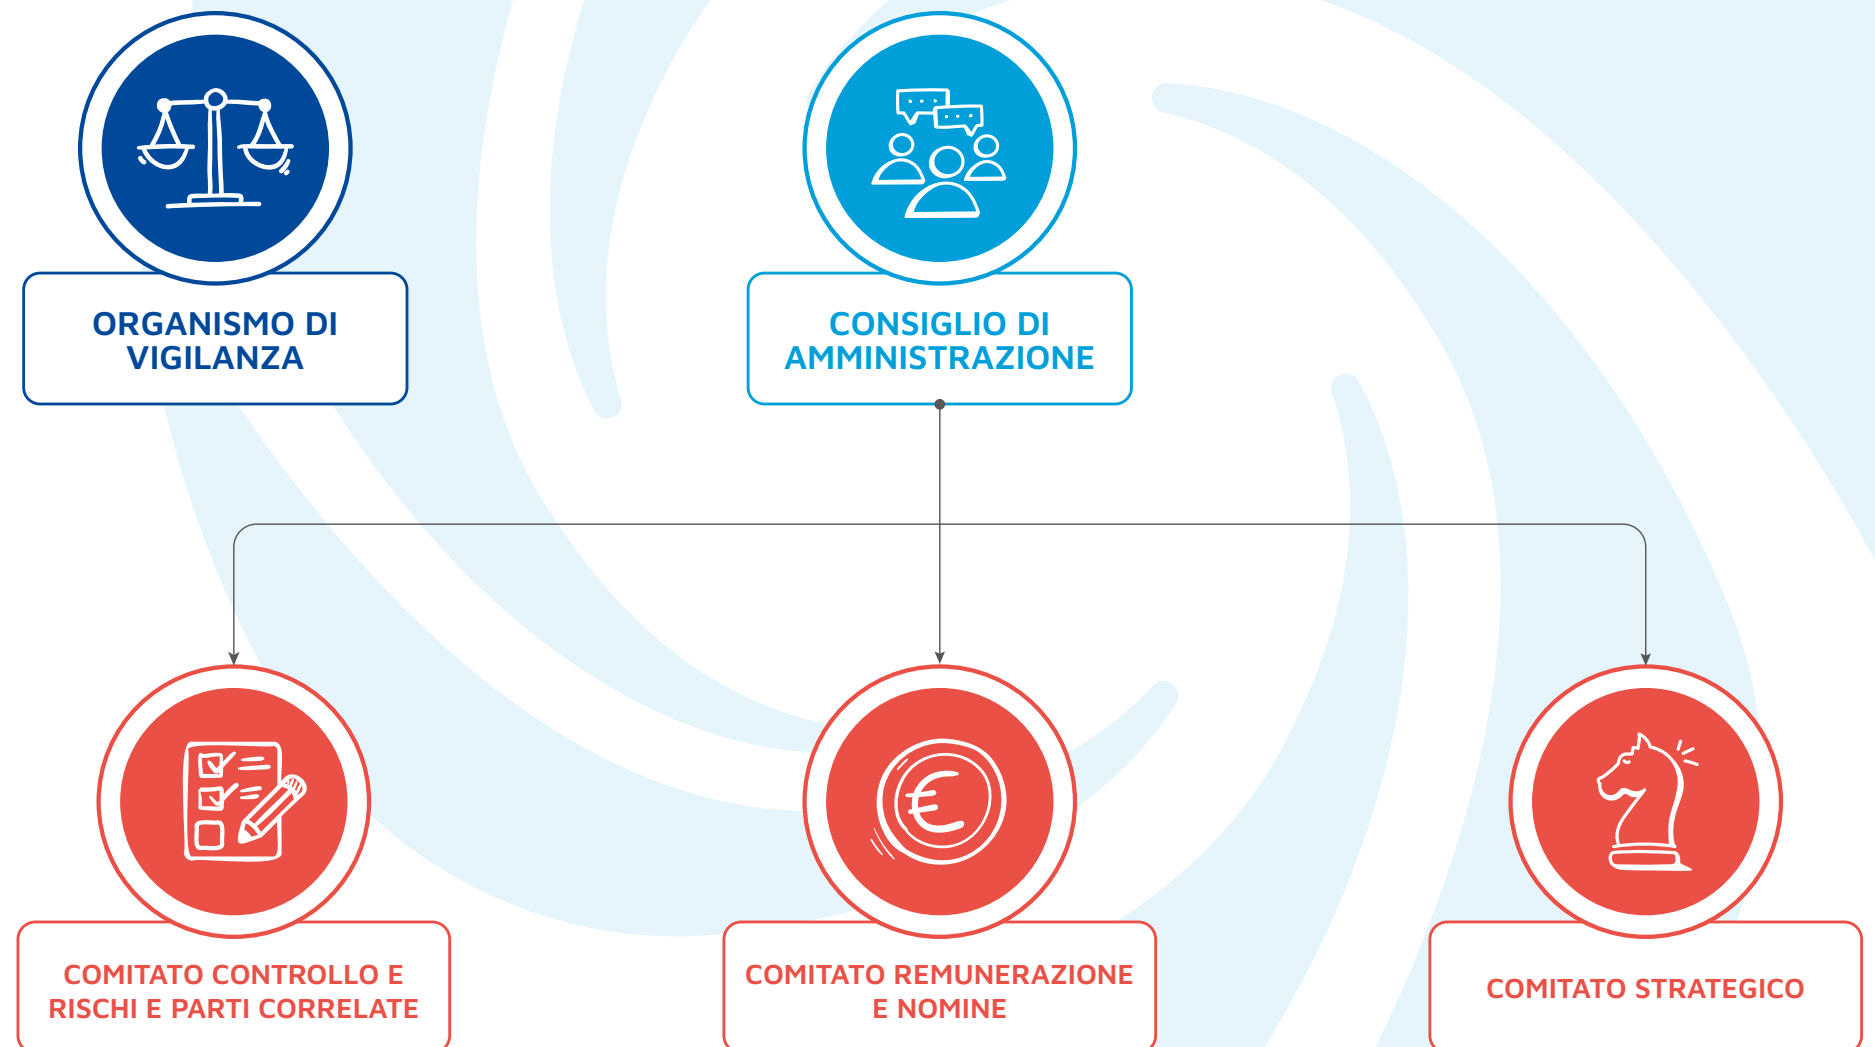 ORGANISMO DI
VIGILANZA
CONSIGLIO DI
AMMINISTRAZIONE
COMITATO CONTROLLO E
RISCHI E PARTI CORRELATE
COMITATO REMUNERAZIONE
E NOMINE
COMITATO STRATEGICO